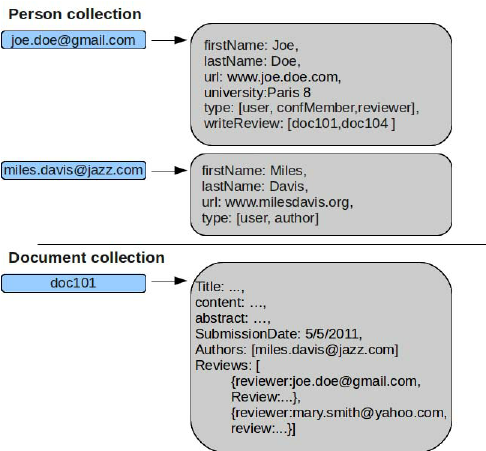 Person collection
joe.doe@gmail.com
firstName: Joe,
lastName: Doe,
url: www.joe.doe.com,
university:Paris 8
type: [user, confMember,reviewer],
writeReview: [doc101,doc104 ]
miles.davis@jazz.com
firstName: Miles,
lastName: Davis,
url: www.milesdavis.org,
type: [user, author]
Document collection
doc101
Title: ...,
content: ...,
abstract: ...,
SubmissionDate: 5/5/2011,
Authors: [miles.davis@jazz.com]
Reviews: [
{reviewer:joe.doe@gmail.com,
Review:...},
{reviewer:mary.smith@yahoo.com,
review:...}]